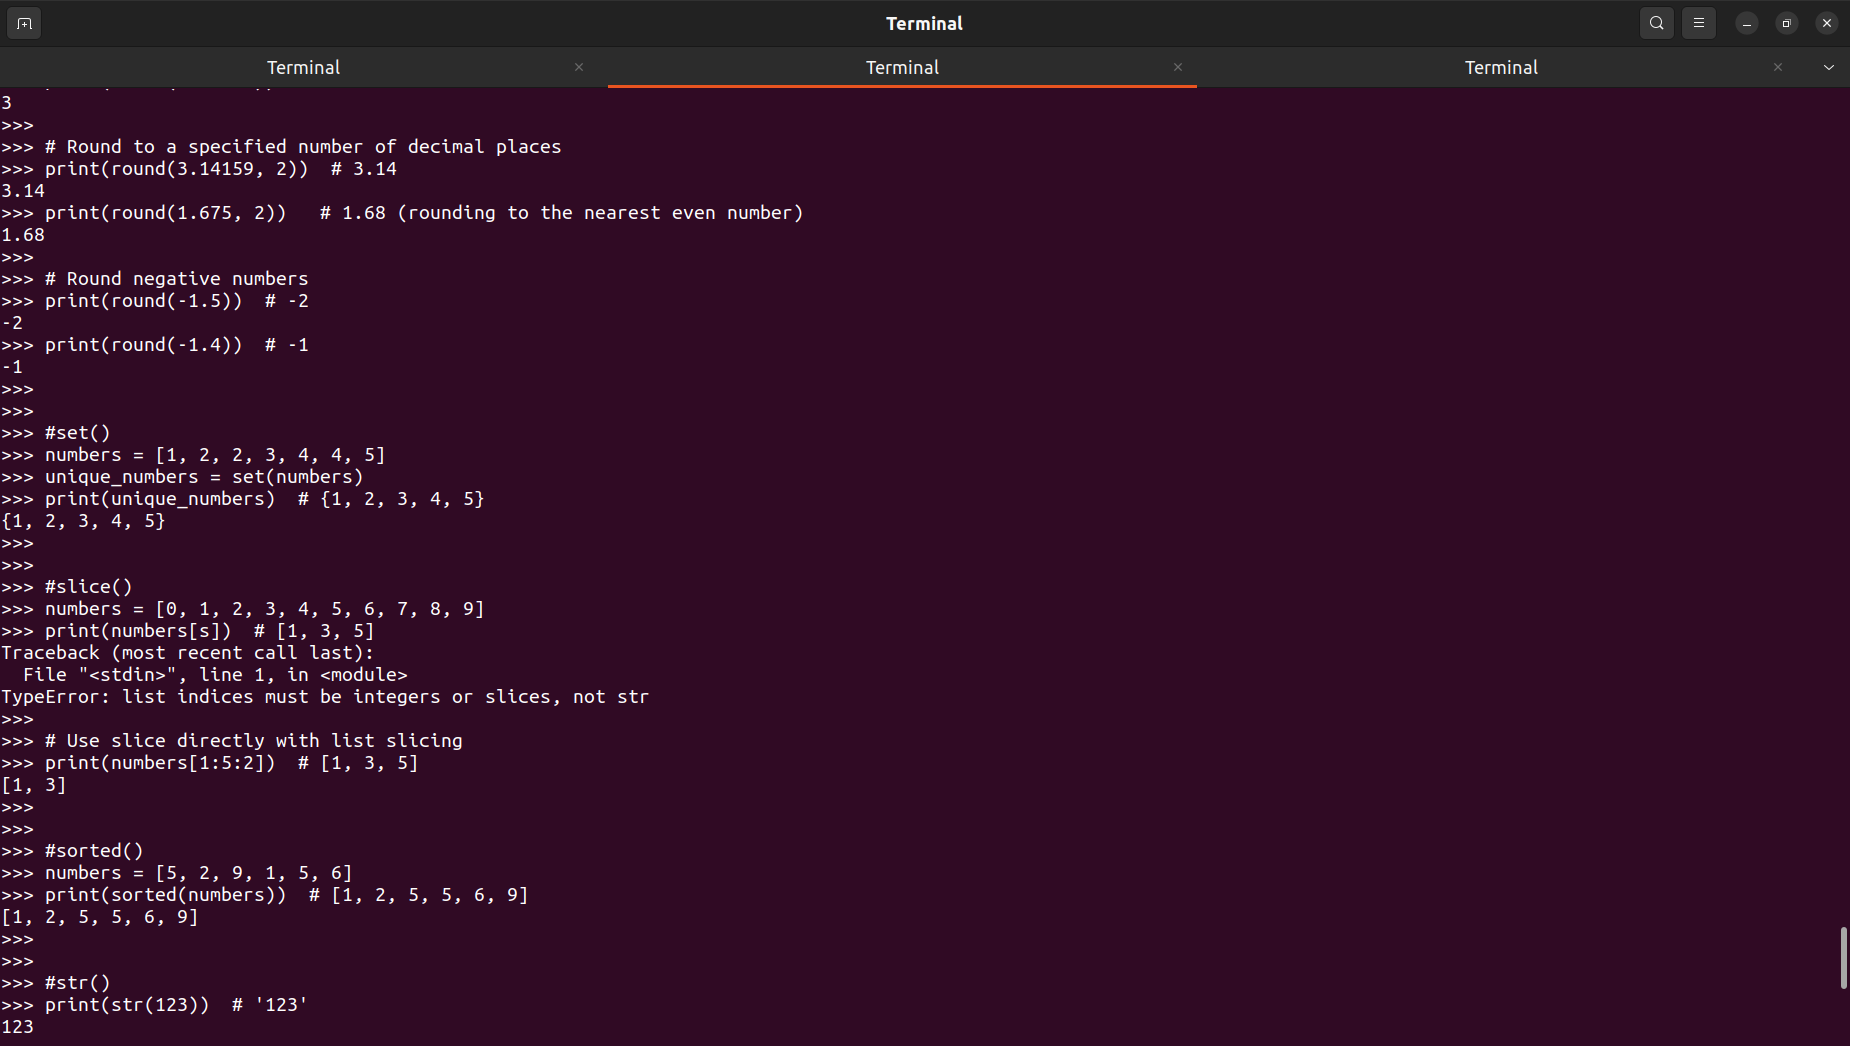 Terminal
Terminal
Terminal
Terminal
3
>>>
>>> # Round to a specified number of decimal places
>>> print(round(3.14159, 2))  # 3.14
3.14
>>> print(round(1.675, 2))   # 1.68 (rounding to the nearest even number)
1.68
>>>
>>> # Round negative numbers
>>> print(round(-1.5))  # -2
-2
>>> print(round(-1.4))  # -1
-1
>>>
>>>
>>> #set()
>>> numbers = [1, 2, 2, 3, 4, 4, 5]
>>> unique_numbers = set(numbers)
>>> print(unique_numbers)  # {1, 2, 3, 4, 5}
{1, 2, 3, 4, 5}
>>>
>>>
>>> #slice()
>>> numbers = [0, 1, 2, 3, 4, 5, 6, 7, 8, 9]
>>> print(numbers[s])  # [1, 3, 5]
Traceback (most recent call last):
  File "<stdin>", line 1, in <module>
TypeError: list indices must be integers or slices, not str
>>>
>>> # Use slice directly with list slicing
>>> print(numbers[1:5:2])  # [1, 3, 5]
[1, 3]
>>>
>>>
>>> #sorted()
>>> numbers = [5, 2, 9, 1, 5, 6]
>>> print(sorted(numbers))  # [1, 2, 5, 5, 6, 9]
[1, 2, 5, 5, 6, 9]
>>>
>>>
>>> #str()
>>> print(str(123))  # '123'
123